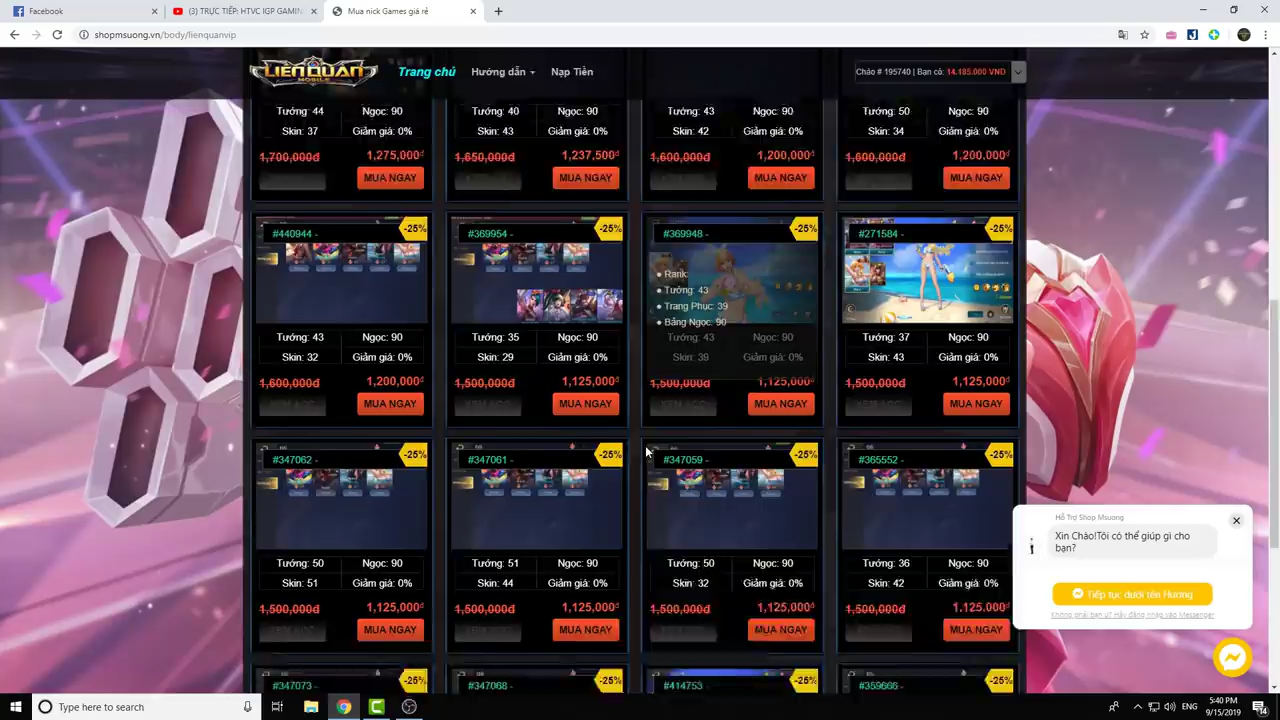 Facebook
(3) TRỰC TIẾP: HTVC IGP GAMIN
Mua nick Games giá rẻ
shopmsuong.vn/body/lienquanvip
LIENQUAN
MOBILE
Trang chủ
Hướng dẫn
Nạp Tiền
Chào # 195740 | Bạn có: 14.185.000 VND
Tướng: 44 Ngọc: 90 Tướng: 40 Ngọc: 90 Tướng: 43 Ngọc: 90 Tướng: 50 Ngọc: 90
Skin: 37 Giảm giá: 0% Skin: 43 Giảm giá: 0% Skin: 42 Giảm giá: 0% Skin: 34 Giảm giá: 0%
1,700,000đ 1,275,000đ 1,650,000đ 1,237,500đ 1,600,000đ 1,200,000đ 1,600,000đ 1,200,000đ
MUA NGAY MUA NGAY MUA NGAY MUA NGAY
#440944 - -25% #369954 - -25% #369948 - -25% #271584 - -25%
Rank:
Tướng: 43
Trang Phục: 39
Bảng Ngọc: 90
Tướng: 43 Ngọc: 90 Tướng: 35 Ngọc: 90 Tướng: 43 Ngọc: 90 Tướng: 37 Ngọc: 90
Skin: 32 Giảm giá: 0% Skin: 29 Giảm giá: 0% Skin: 39 Giảm giá: 0% Skin: 43 Giảm giá: 0%
1,600,000đ 1,200,000đ 1,500,000đ 1,125,000đ 1,500,000đ 1,125,000đ 1,500,000đ 1,125,000đ
MUA NGAY MUA NGAY XEM ACC MUA NGAY MUA NGAY
#347062 - -25% #347061 - -25% #347059 - -25% #365552 - -25%
Tướng: 50 Ngọc: 90 Tướng: 51 Ngọc: 90 Tướng: 50 Ngọc: 90 Tướng: 36 Ngọc: 90
Skin: 51 Giảm giá: 0% Skin: 44 Giảm giá: 0% Skin: 32 Giảm giá: 0% Skin: 42 Giảm giá: 0%
1,500,000đ 1,125,000đ 1,500,000đ 1,125,000đ 1,500,000đ 1,125,000đ 1,500,000đ 1,125,000đ
MUA NGAY MUA NGAY MUA NGAY MUA NGAY
#347073 - -25% #347068 - -25% #414753 - -25% #359666 - -25%
Hỗ Trợ Shop Msuong
Xin Chào!Tôi có thể giúp gì cho
bạn?
Tiếp tục dưới tên Hương
Không phải bạn ư? Hãy đăng nhập vào Messenger
Type here to search
ENG
5:40 PM
9/15/2019
14